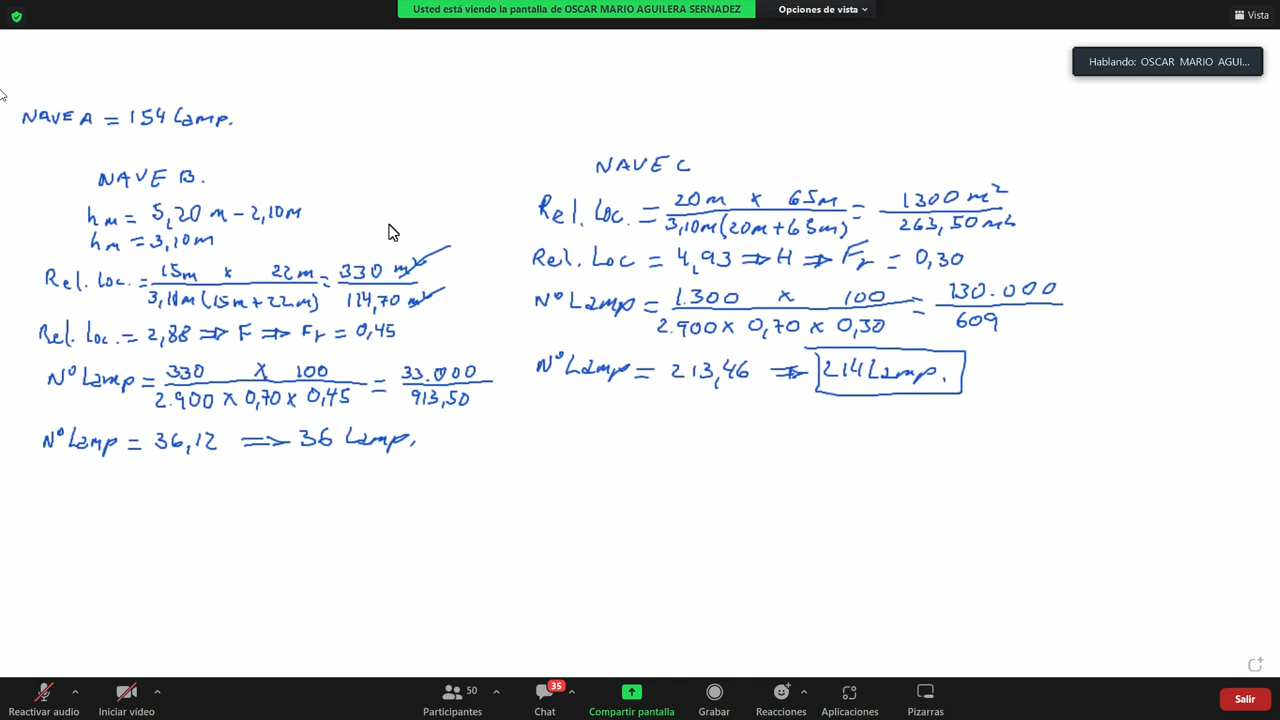 Usted está viendo la pantalla de OSCAR MARIO AGUILERA SERNADEZ
Opciones de vista
Vista
Hablando: OSCAR MARIO AGUI...
NAVE A = 154 Lamp.
NAVE B.
hm = 5,20 m - 2,10m
hm = 3,10m
Rel. Loc. = 15m x 22m / 3,10m (15m + 22m) = 330 m² / 114,70 m²
Rel. Loc. = 2,88 ⇒ F ⇒ Fr = 0,45
Nº Lamp = 330 x 100 / 2.900 x 0,70 x 0,45 = 33.000 / 913,50
Nº Lamp = 36,12 ⇒ 36 Lamp.
NAVE C
Rel. Loc. = 20m x 65m / 3,10m (20m + 65m) = 1300 m² / 263,50 m²
Rel. Loc = 4,93 ⇒ H ⇒ Fr = 0,30
Nº Lamp = 1.300 x 100 / 2.900 x 0,70 x 0,30 = 130.000 / 609
Nº Lamp = 213,46 ⇒ 214 Lamp.
Reactivar audio
Iniciar video
50
Participantes
35
Chat
Compartir pantalla
Grabar
Reacciones
Aplicaciones
Pizarras
Salir